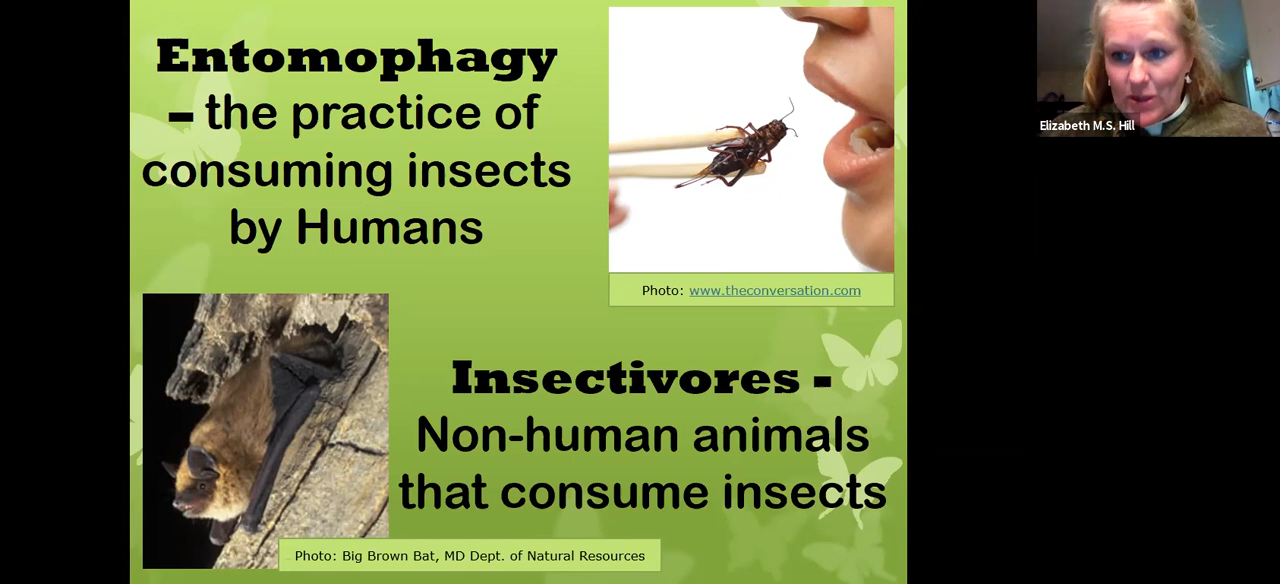 Entomophagy
– the practice of
consuming insects
by Humans
Photo: www.theconversation.com
Insectivores -
Non-human animals
that consume insects
Photo: Big Brown Bat, MD Dept. of Natural Resources
Elizabeth M.S. Hill